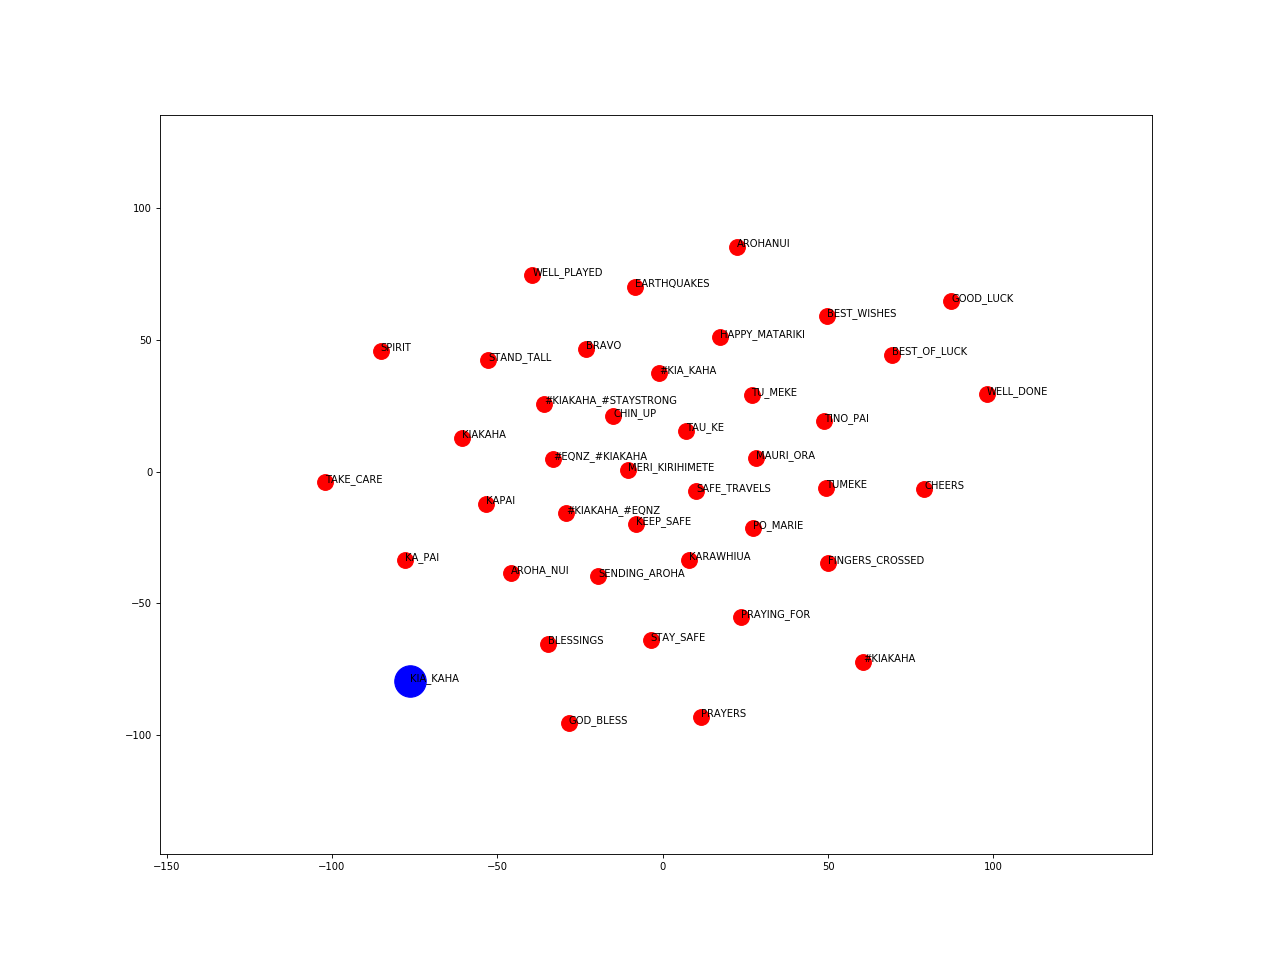 AROHANUI
WELL_PLAYED
EARTHQUAKES
GOOD_LUCK
BEST_WISHES
HAPPY_MATARIKI
SPIRIT
BRAVO
STAND_TALL
BEST_OF_LUCK
#KIA_KAHA
TU_MEKE
WELL_DONE
#KIAKAHA_#STAYSTRONG
CHIN_UP
TINO_PAI
TAU_KE
KIAKAHA
#EQNZ_#KIAKAHA
MAURI_ORA
MERI_KIRIHIMETE
TAKE_CARE
SAFE_TRAVELS
TUMEKE
CHEERS
KAPAI
#KIAKAHA_#EQNZ
KEEP_SAFE
PO_MARIE
KA_PAI
KARAWHIUA
FINGERS_CROSSED
AROHA_NUI
SENDING_AROHA
PRAYING_FOR
BLESSINGS
STAY_SAFE
#KIAKAHA
KIA_KAHA
GOD_BLESS
PRAYERS
100
50
0
−50
−100
−150 −100 −50 0 50 100